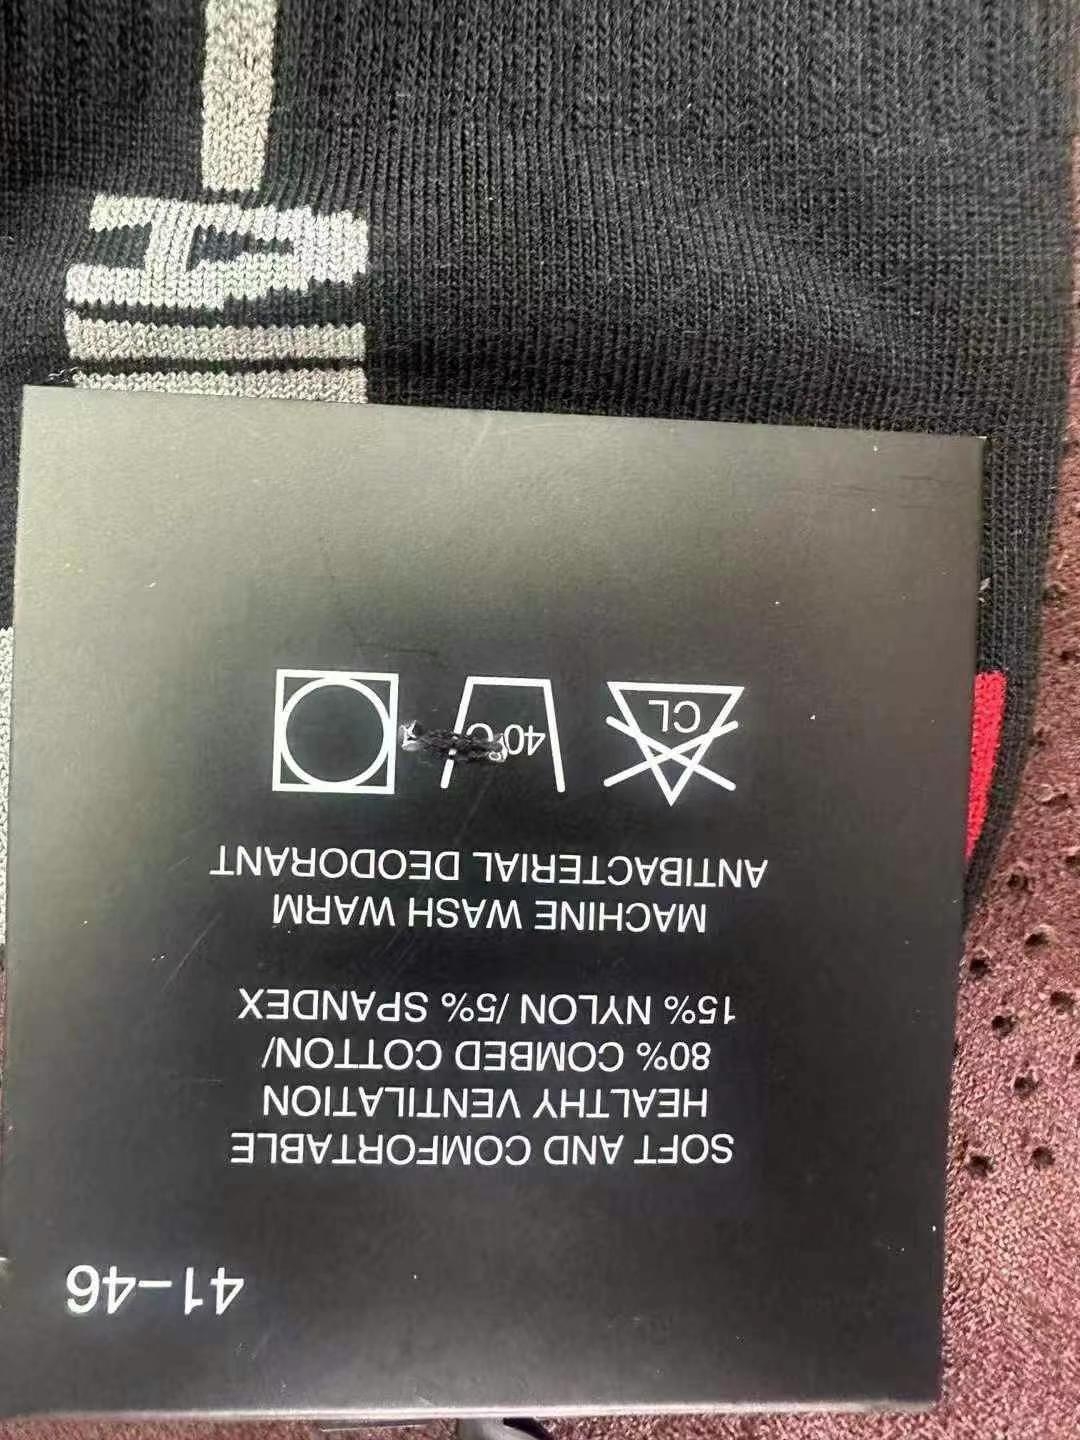 41-46
SOFT AND COMFORTABLE
HEALTHY VENTILATION
80% COMBED COTTON/
15% NYLON /5% SPANDEX
MACHINE WASH WARM
ANTIBACTERIAL DEODORANT
CL 40°C